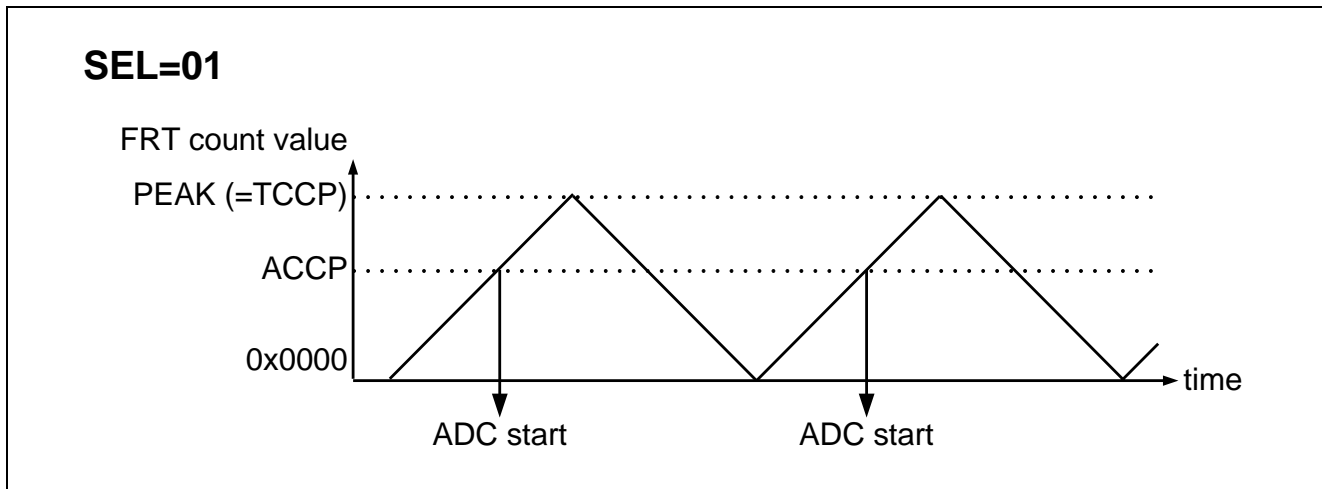 SEL=01
FRT count value
PEAK (=TCCP)
ACCP
0x0000
time
ADC start
ADC start